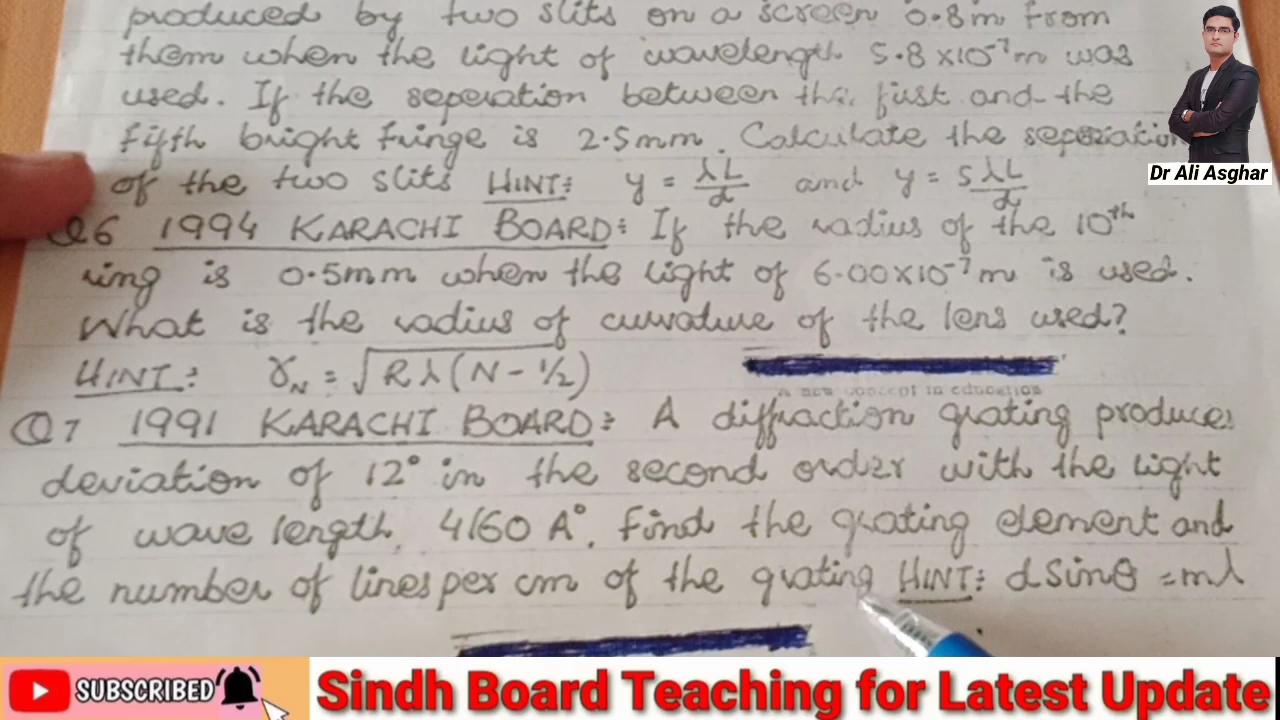 produced by two slits on a screen 0.8m from
them when the light of wavelength 5.8×10⁻⁷m was
used. If the seperation between the first and the
fifth bright fringe is 2.5mm. Calculate the seperation
of the two slits HINT: y = λL/d and y = 5λL/d
Q6 1994 KARACHI BOARD: If the radius of the 10th
ring is 0.5mm when the light of 6.00×10⁻⁷m is used.
What is the radius of curvature of the lens used?
HINT: rN = √Rλ(N-1/2)
A new concept in education
Q7 1991 KARACHI BOARD: A diffraction grating produces
deviation of 12° in the second order with the light
of wave length, 4160 A°. Find the grating element and
the number of lines per cm of the grating HINT: dSinθ = mλ
Dr Ali Asghar
SUBSCRIBED
Sindh Board Teaching for Latest Update